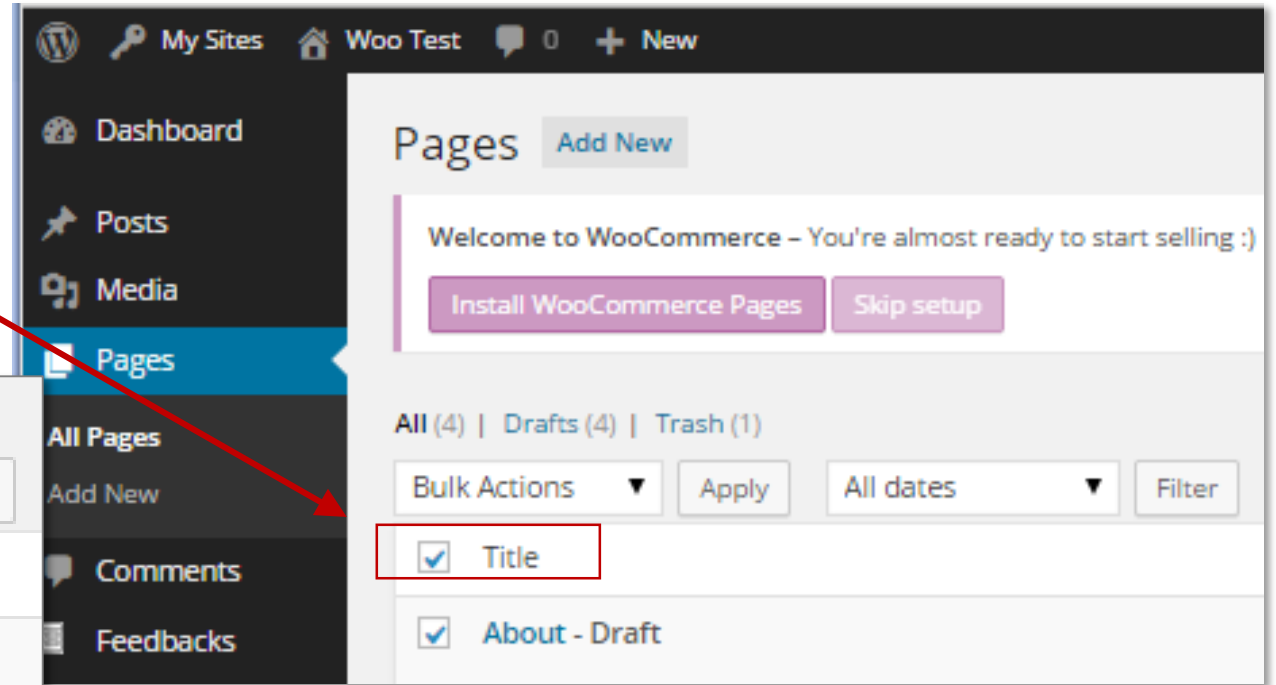 My Sites Woo Test 0 + New
Dashboard
Posts
Media
Pages
All Pages
Add New
Comments
Feedbacks
Pages Add New
Welcome to WooCommerce – You're almost ready to start selling :)
Install WooCommerce Pages Skip setup
All (4) | Drafts (4) | Trash (1)
Bulk Actions Apply All dates Filter
Title
About - Draft